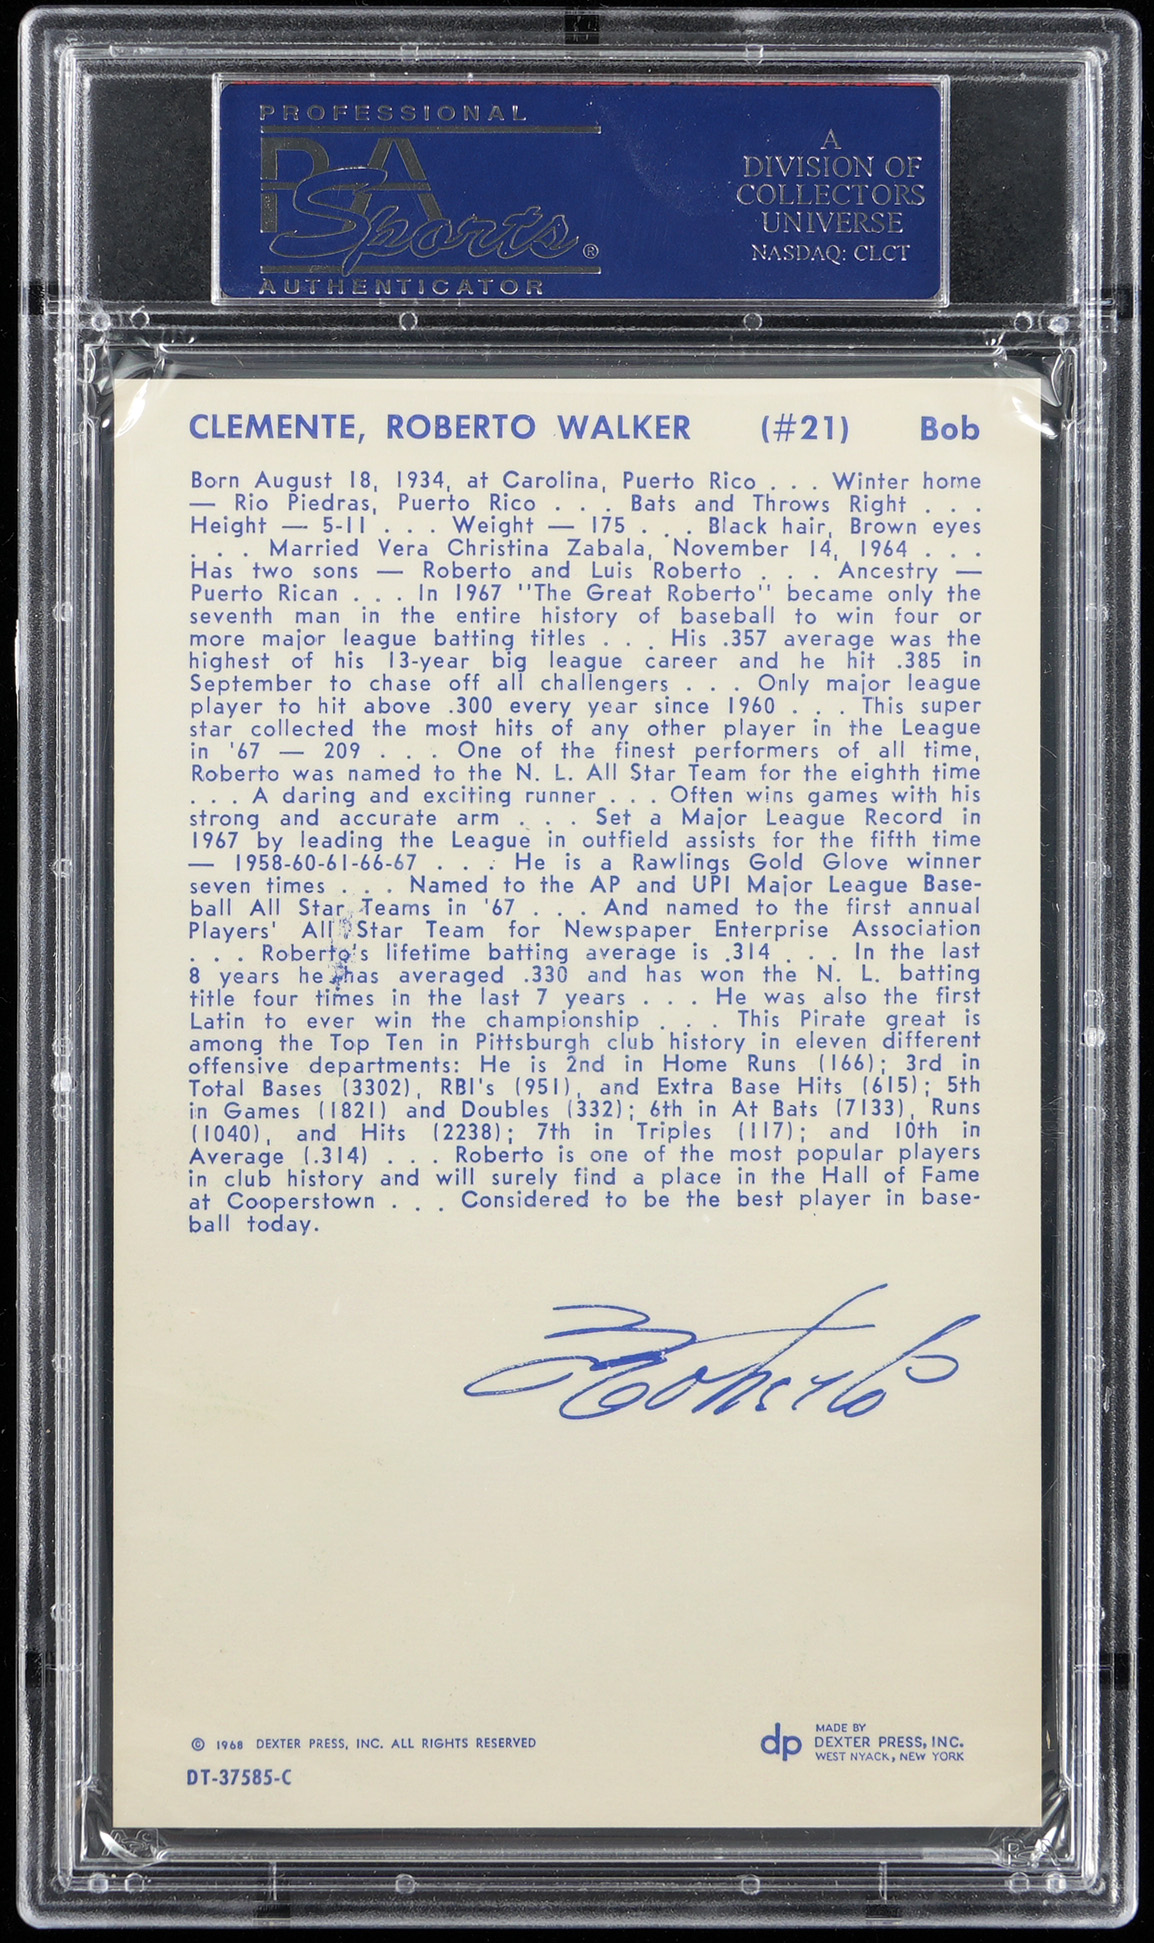 PROFESSIONAL
PSA
Sports®
AUTHENTICATOR
A
DIVISION OF
COLLECTORS
UNIVERSE
NASDAQ: CLCT
CLEMENTE, ROBERTO WALKER (#21) Bob
Born August 18, 1934, at Carolina, Puerto Rico . . . Winter home
— Rio Piedras, Puerto Rico . . . Bats and Throws Right . . .
Height — 5-11 . . . Weight — 175 . . . Black hair, Brown eyes
. . . Married Vera Christina Zabala, November 14, 1964 . . .
Has two sons — Roberto and Luis Roberto . . . Ancestry —
Puerto Rican . . . In 1967 "The Great Roberto" became only the
seventh man in the entire history of baseball to win four or
more major league batting titles . . . His .357 average was the
highest of his 13-year big league career and he hit .385 in
September to chase off all challengers . . . Only major league
player to hit above .300 every year since 1960 . . . This super
star collected the most hits of any other player in the League
in '67 — 209 . . . One of the finest performers of all time,
Roberto was named to the N. L. All Star Team for the eighth time
. . . A daring and exciting runner . . . Often wins games with his
strong and accurate arm . . . Set a Major League Record in
1967 by leading the League in outfield assists for the fifth time
— 1958-60-61-66-67 . . . He is a Rawlings Gold Glove winner
seven times . . . Named to the AP and UPI Major League Base-
ball All Star Teams in '67 . . . And named to the first annual
Players' All Star Team for Newspaper Enterprise Association
. . . Roberto's lifetime batting average is .314 . . . In the last
8 years he has averaged .330 and has won the N. L. batting
title four times in the last 7 years . . . He was also the first
Latin to ever win the championship . . . This Pirate great is
among the Top Ten in Pittsburgh club history in eleven different
offensive departments: He is 2nd in Home Runs (166); 3rd in
Total Bases (3302), RBI's (951), and Extra Base Hits (615); 5th
in Games (1821) and Doubles (332); 6th in At Bats (7133), Runs
(1040), and Hits (2238); 7th in Triples (117); and 10th in
Average (.314) . . . Roberto is one of the most popular players
in club history and will surely find a place in the Hall of Fame
at Cooperstown . . . Considered to be the best player in base-
ball today.
Roberto
© 1968 DEXTER PRESS, INC. ALL RIGHTS RESERVED
DT-37585-C
dp
MADE BY
DEXTER PRESS, INC.
WEST NYACK, NEW YORK